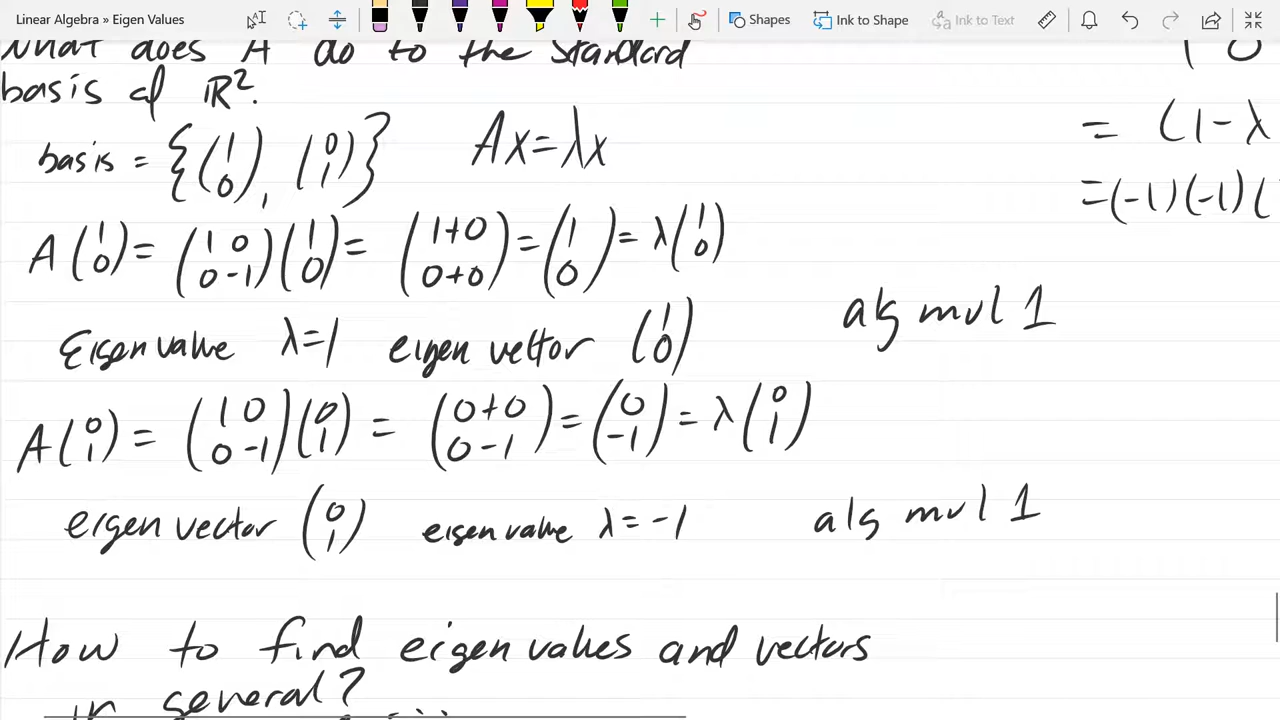 Linear Algebra » Eigen Values
Shapes
Ink to Shape
Ink to Text
What does A do to the standard
basis of ℝ².
basis = {(1 0), (0 1)}
Ax = λx
A(1 0) = (1 0 0 -1)(1 0) = (1+0 0+0) = (1 0) = λ(1 0)
Eigenvalue λ=1 eigen vector (1 0)
alg mul 1
A(0 1) = (1 0 0 -1)(0 1) = (0+0 0-1) = (0 -1) = λ(0 1)
eigen vector (0 1) eigen value λ = -1
alg mul 1
How to find eigen values and vectors
in general?
= (1-λ
=(-1)(-1)(